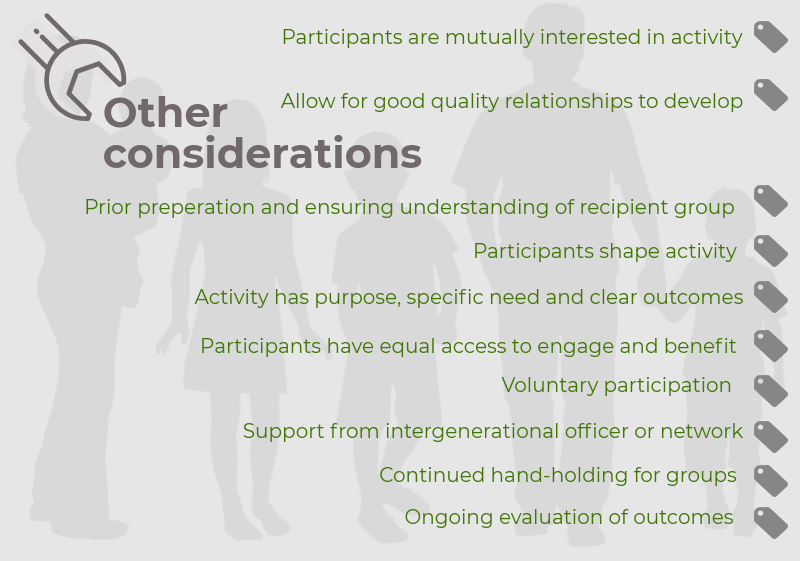 Participants are mutually interested in activity
Allow for good quality relationships to develop
Other
considerations
Prior preperation and ensuring understanding of recipient group
Participants shape activity
Activity has purpose, specific need and clear outcomes
Participants have equal access to engage and benefit
Voluntary participation
Support from intergenerational officer or network
Continued hand-holding for groups
Ongoing evaluation of outcomes